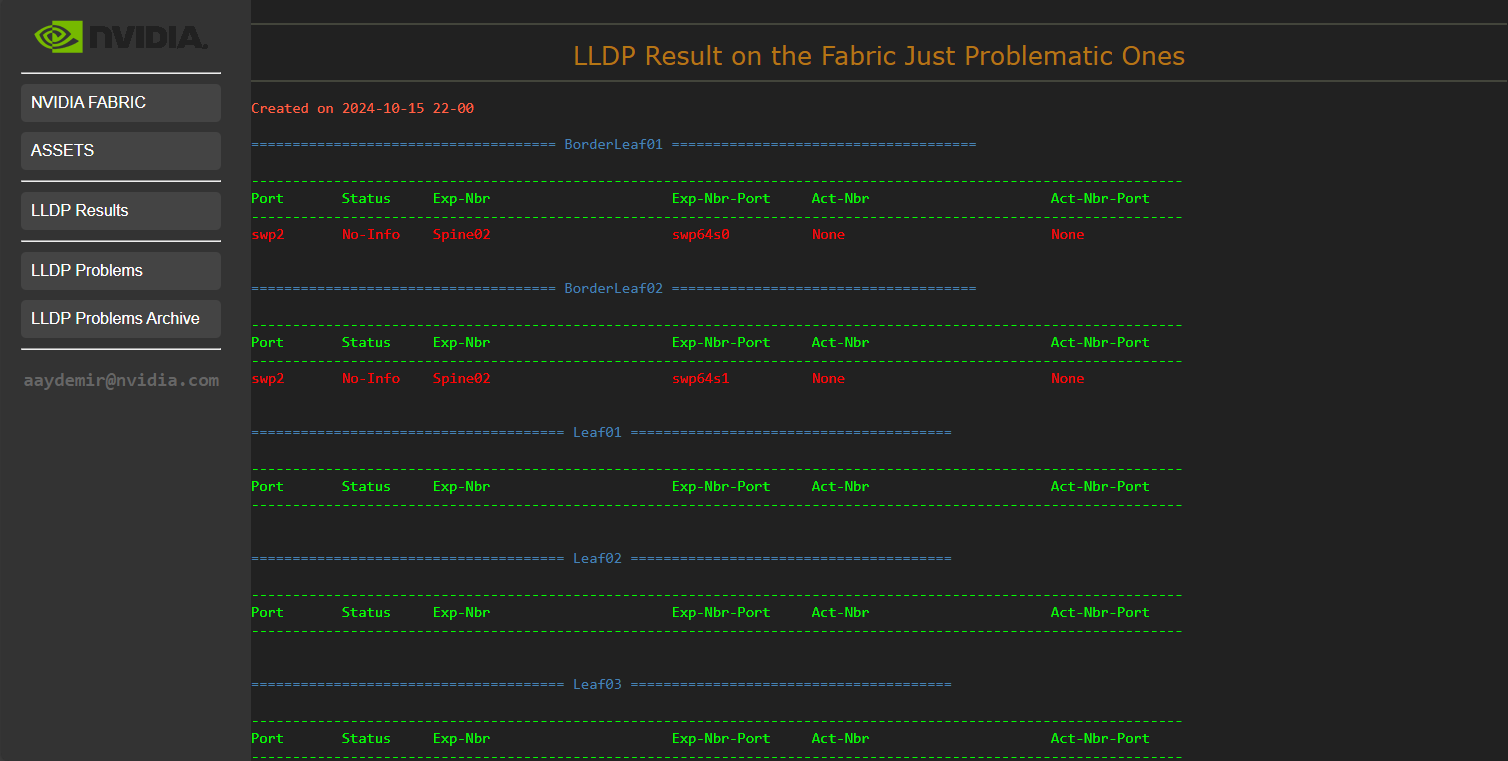 NVIDIA.
NVIDIA FABRIC
ASSETS
LLDP Results
LLDP Problems
LLDP Problems Archive
aaydemir@nvidia.com
LLDP Result on the Fabric Just Problematic Ones
Created on 2024-10-15 22-00
===================================== BorderLeaf01 =====================================
-----------------------------------------------------------------------------------------------------------------
Port Status Exp-Nbr Exp-Nbr-Port Act-Nbr Act-Nbr-Port
-----------------------------------------------------------------------------------------------------------------
swp2 No-Info Spine02 swp64s0 None None
===================================== BorderLeaf02 =====================================
-----------------------------------------------------------------------------------------------------------------
Port Status Exp-Nbr Exp-Nbr-Port Act-Nbr Act-Nbr-Port
-----------------------------------------------------------------------------------------------------------------
swp2 No-Info Spine02 swp64s1 None None
====================================== Leaf01 =======================================
-----------------------------------------------------------------------------------------------------------------
Port Status Exp-Nbr Exp-Nbr-Port Act-Nbr Act-Nbr-Port
-----------------------------------------------------------------------------------------------------------------
====================================== Leaf02 =======================================
-----------------------------------------------------------------------------------------------------------------
Port Status Exp-Nbr Exp-Nbr-Port Act-Nbr Act-Nbr-Port
-----------------------------------------------------------------------------------------------------------------
====================================== Leaf03 =======================================
-----------------------------------------------------------------------------------------------------------------
Port Status Exp-Nbr Exp-Nbr-Port Act-Nbr Act-Nbr-Port
-----------------------------------------------------------------------------------------------------------------